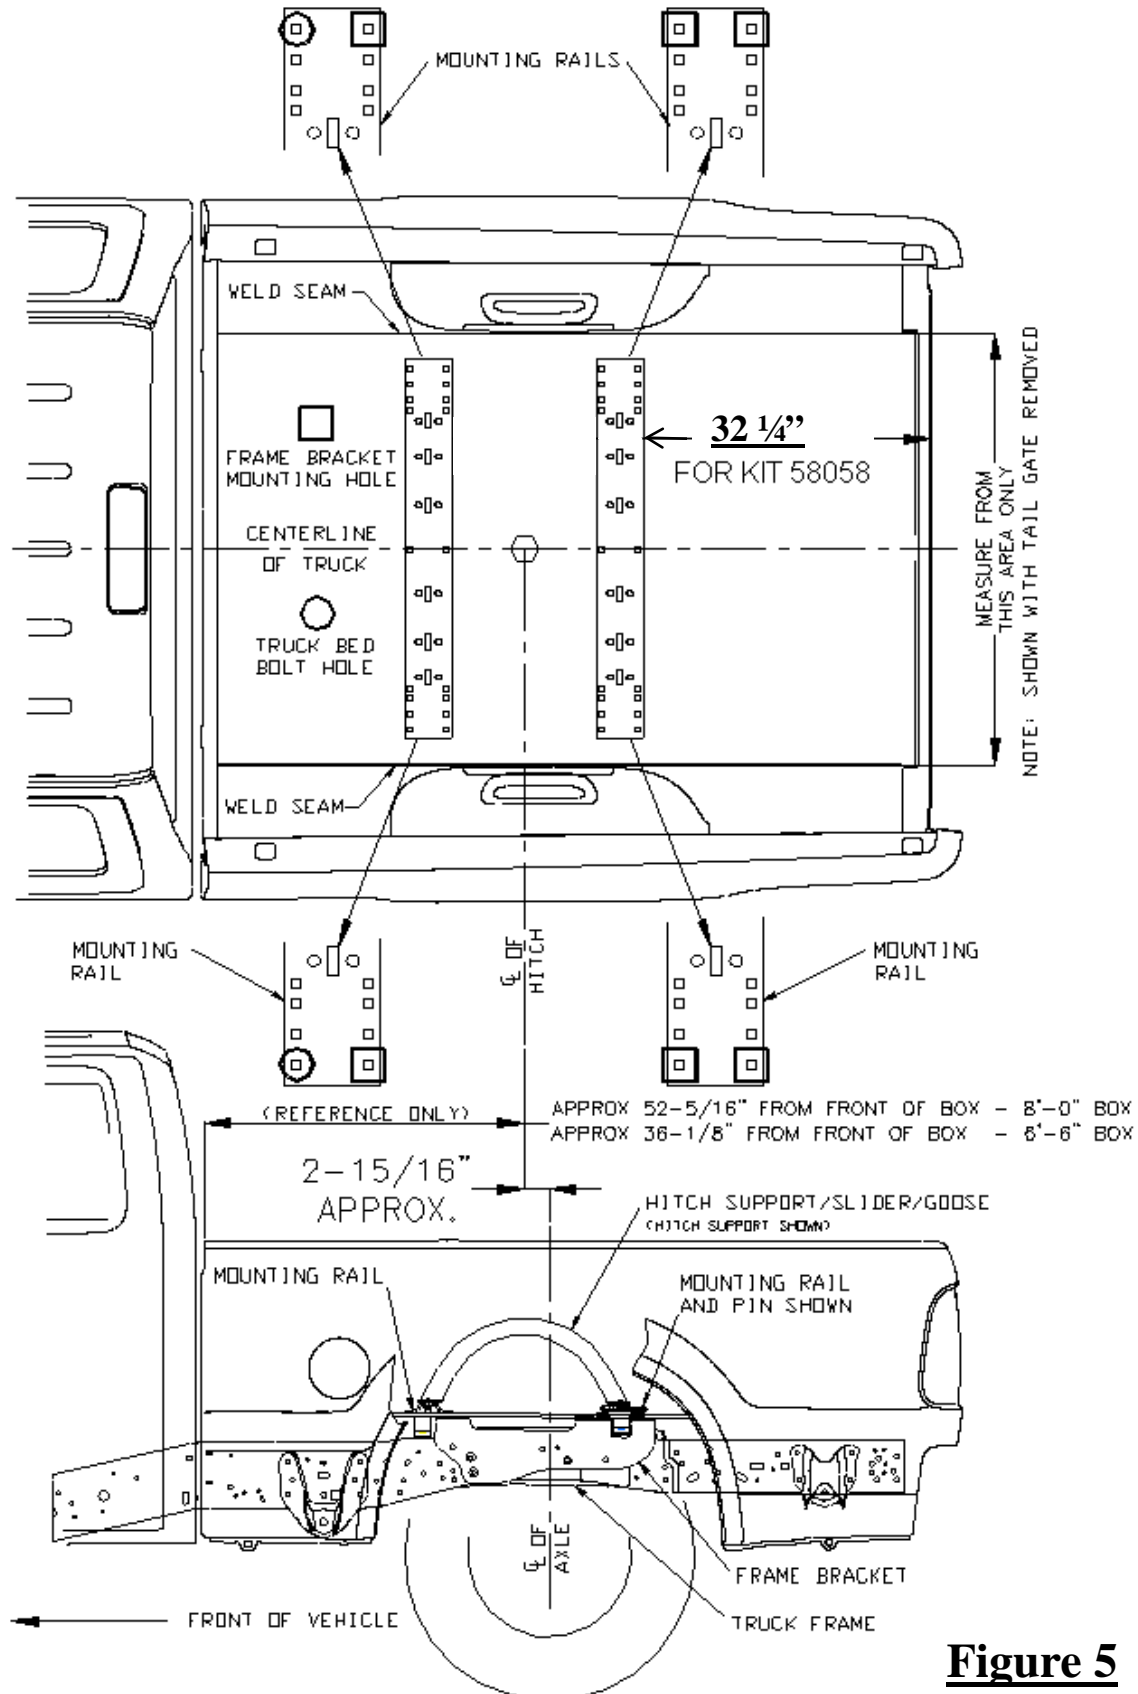 MOUNTING RAILS
WELD SEAM
32 ¼”
FOR KIT 58058
FRAME BRACKET
MOUNTING HOLE
CENTERLINE
OF TRUCK
TRUCK BED
BOLT HOLE
MEASURE FROM
THIS AREA ONLY
NOTE: SHOWN WITH TAIL GATE REMOVED
WELD SEAM
MOUNTING
RAIL
℄ OF
HITCH
MOUNTING
RAIL
(REFERENCE ONLY)
APPROX 52-5/16" FROM FRONT OF BOX - 8'-0" BOX
APPROX 36-1/8" FROM FRONT OF BOX - 6'-6" BOX
2-15/16"
APPROX.
HITCH SUPPORT/SLIDER/GOOSE
(HITCH SUPPORT SHOWN)
MOUNTING RAIL
MOUNTING RAIL
AND PIN SHOWN
℄ OF
AXLE
FRAME BRACKET
TRUCK FRAME
FRONT OF VEHICLE
Figure 5